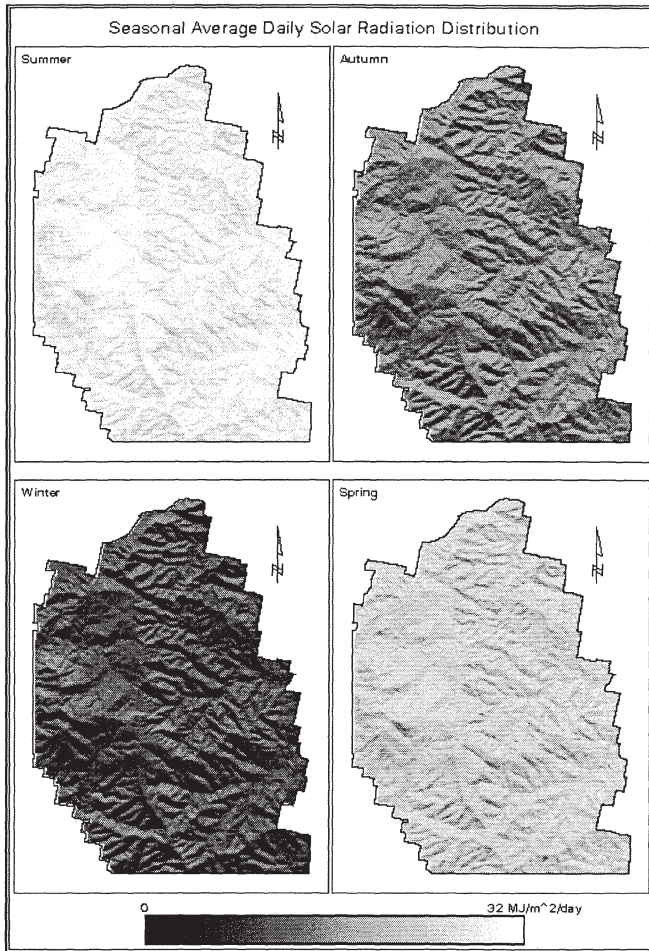 Seasonal Average Daily Solar Radiation Distribution
Summer
Autumn
N
N
Winter
Spring
N
N
0
32 MJ/m^2/day